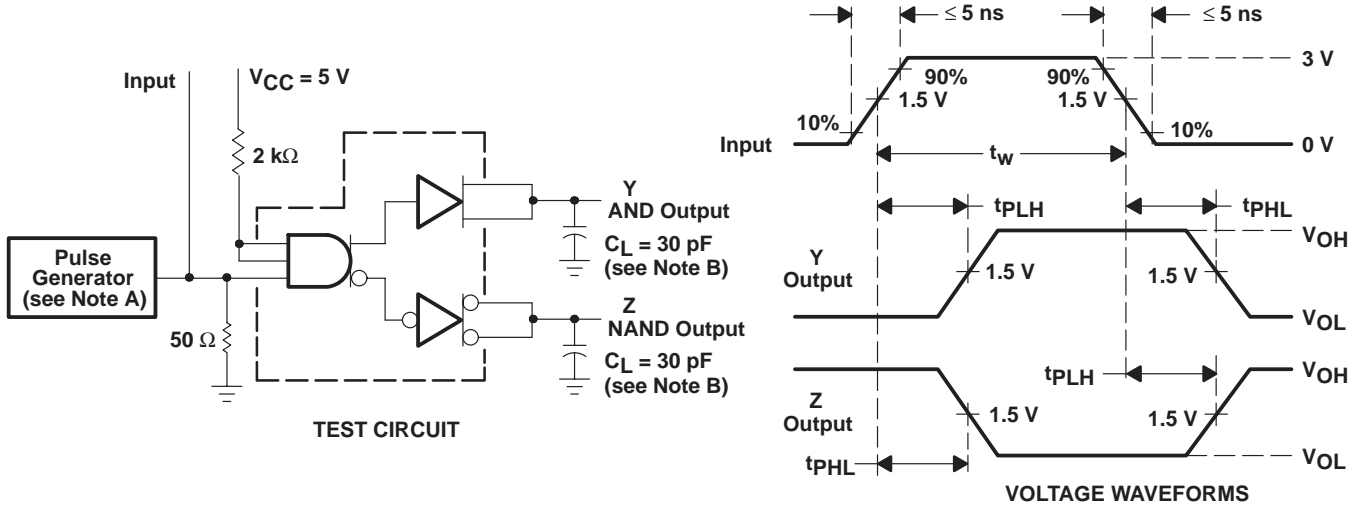 Input
VCC = 5 V
2 kΩ
Pulse
Generator
(see Note A)
50 Ω
Y
AND Output
CL = 30 pF
(see Note B)
Z
NAND Output
CL = 30 pF
(see Note B)
TEST CIRCUIT
≤ 5 ns
≤ 5 ns
3 V
90%
90%
1.5 V
1.5 V
10%
10%
Input
0 V
tw
tPLH
tPHL
VOH
Y
Output
1.5 V
1.5 V
VOL
tPLH
VOH
Z
Output
1.5 V
1.5 V
tPHL
VOL
VOLTAGE WAVEFORMS